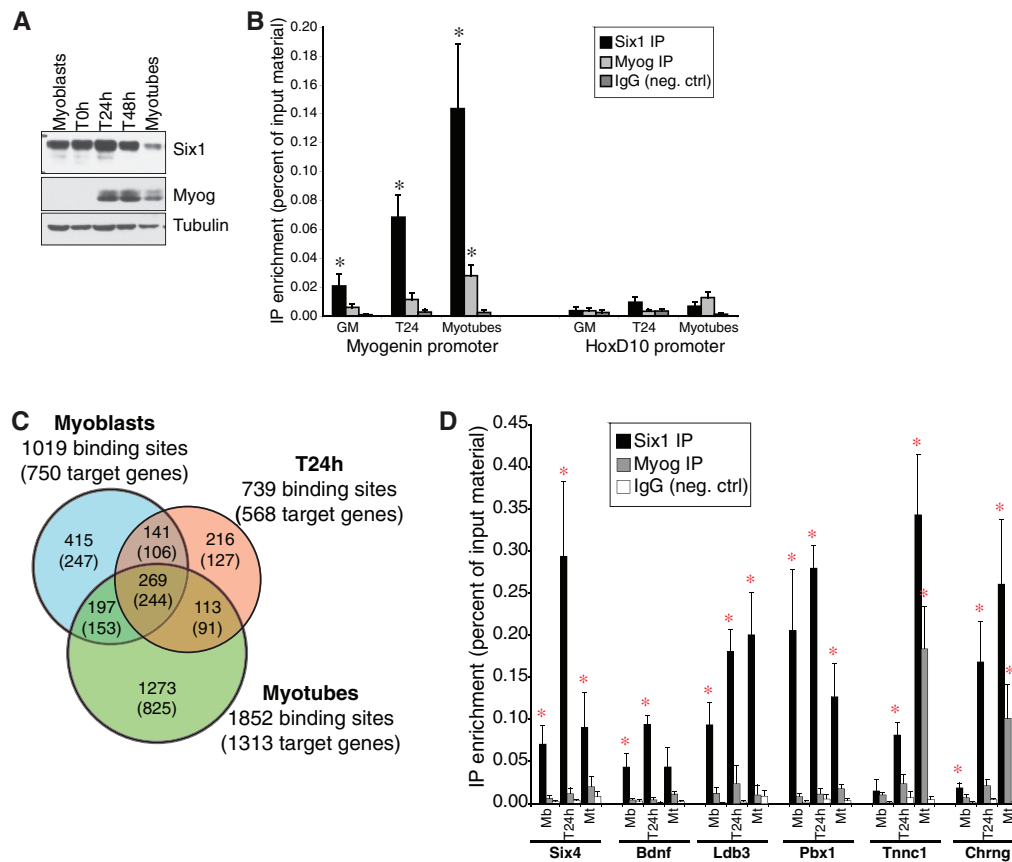 A
Myoblasts
T0h
T24h
T48h
Myotubes
Six1
Myog
Tubulin
B
IP enrichment (percent of input material)
0.20
0.18
0.16
0.14
0.12
0.10
0.08
0.06
0.04
0.02
0.00
* * * *
Six1 IP
Myog IP
IgG (neg. ctrl)
GM T24 Myotubes
Myogenin promoter
GM T24 Myotubes
HoxD10 promoter
C
Myoblasts
1019 binding sites
(750 target genes)
T24h
739 binding sites
(568 target genes)
415
(247)
141
(106)
216
(127)
269
(244)
197
(153)
113
(91)
1273
(825)
Myotubes
1852 binding sites
(1313 target genes)
D
IP enrichment (percent of input material)
0.45
0.40
0.35
0.30
0.25
0.20
0.15
0.10
0.05
0.00
Six1 IP
Myog IP
IgG (neg. ctrl)
* * * * * * * * * * * * * * * * * *
Mb T24h Mt Mb T24h Mt Mb T24h Mt Mb T24h Mt Mb T24h Mt Mb T24h Mt
Six4 Bdnf Ldb3 Pbx1 Tnnc1 Chrng